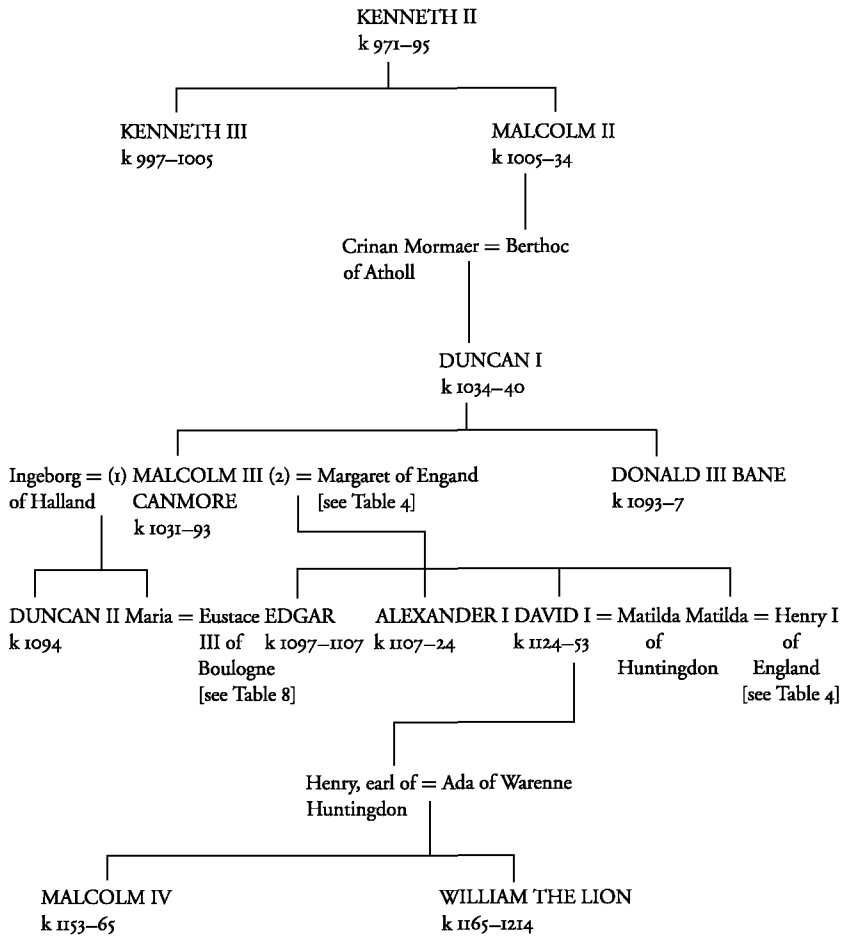 KENNETH II
k 971–95
KENNETH III
k 997–1005
MALCOLM II
k 1005–34
Crinan Mormaer = Berthoc
of Atholl
DUNCAN I
k 1034–40
Ingeborg = (1) MALCOLM III (2) = Margaret of Engand
of Halland CANMORE [see Table 4]
k 1031–93
DONALD III BANE
k 1093–7
DUNCAN II Maria = Eustace EDGAR ALEXANDER I DAVID I = Matilda Matilda = Henry I
k 1094 III of k 1097–1107 k 1107–24 k 1124–53 of of
Boulogne Huntingdon England
[see Table 8] [see Table 4]
Henry, earl of = Ada of Warenne
Huntingdon
MALCOLM IV
k 1153–65
WILLIAM THE LION
k 1165–1214